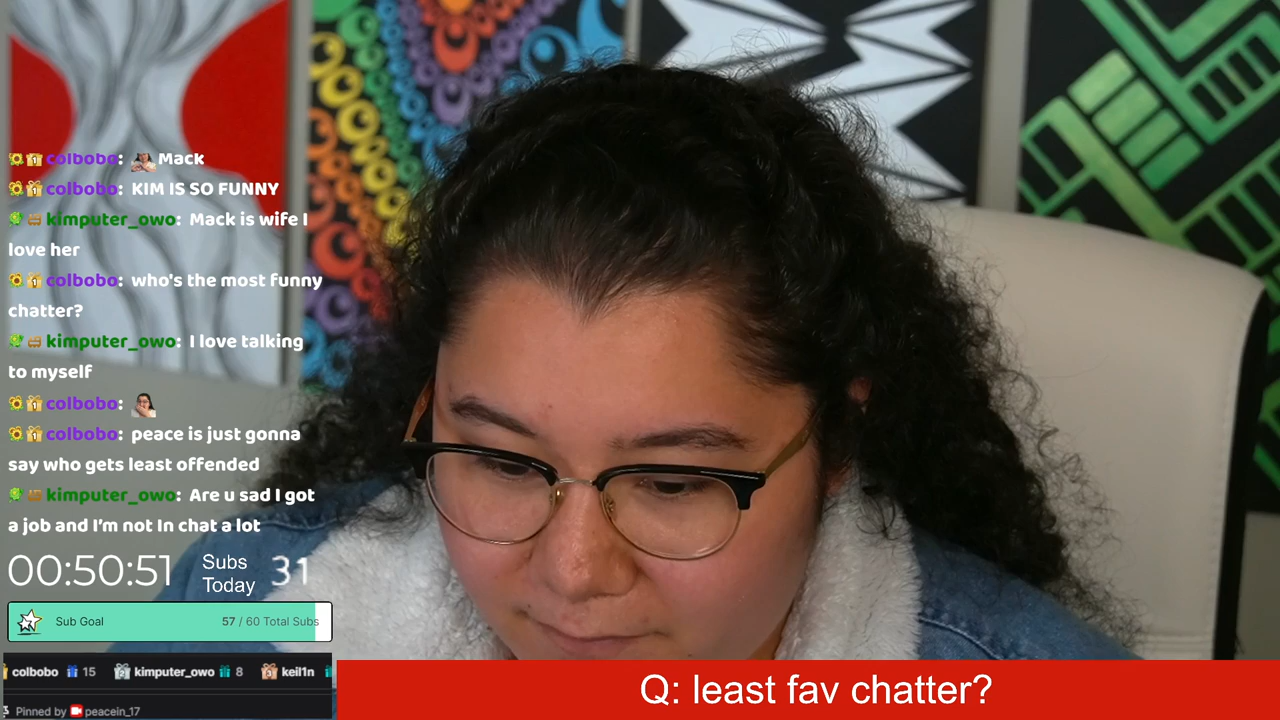 colbobo: Mack
colbobo: KIM IS SO FUNNY
kimputer_owo: Mack is wife I
love her
colbobo: who's the most funny
chatter?
kimputer_owo: I love talking
to myself
colbobo:
colbobo: peace is just gonna
say who gets least offended
kimputer_owo: Are u sad I got
a job and I'm not In chat a lot
00:50:51
Subs
Today
31
Sub Goal
57 / 60 Total Subs
colbobo 15 kimputer_owo 8 keil1n
Pinned by peacein_17
Q: least fav chatter?